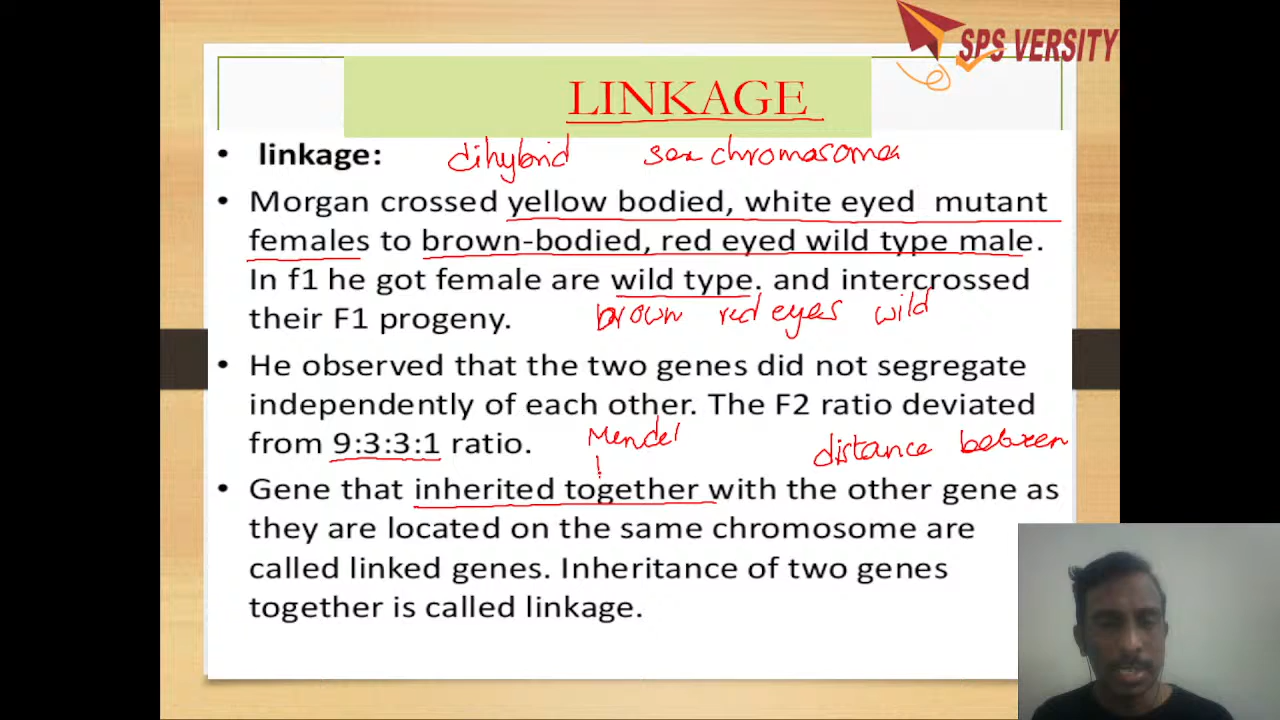 SPS VERSITY
LINKAGE
• linkage:
dihybrid sex chromosomes
• Morgan crossed yellow bodied, white eyed mutant
females to brown-bodied, red eyed wild type male.
In f1 he got female are wild type. and intercrossed
brown red eyes wild
their F1 progeny.
• He observed that the two genes did not segregate
independently of each other. The F2 ratio deviated
from 9:3:3:1 ratio.
Mendel distance between
• Gene that inherited together with the other gene as
they are located on the same chromosome are
called linked genes. Inheritance of two genes
together is called linkage.